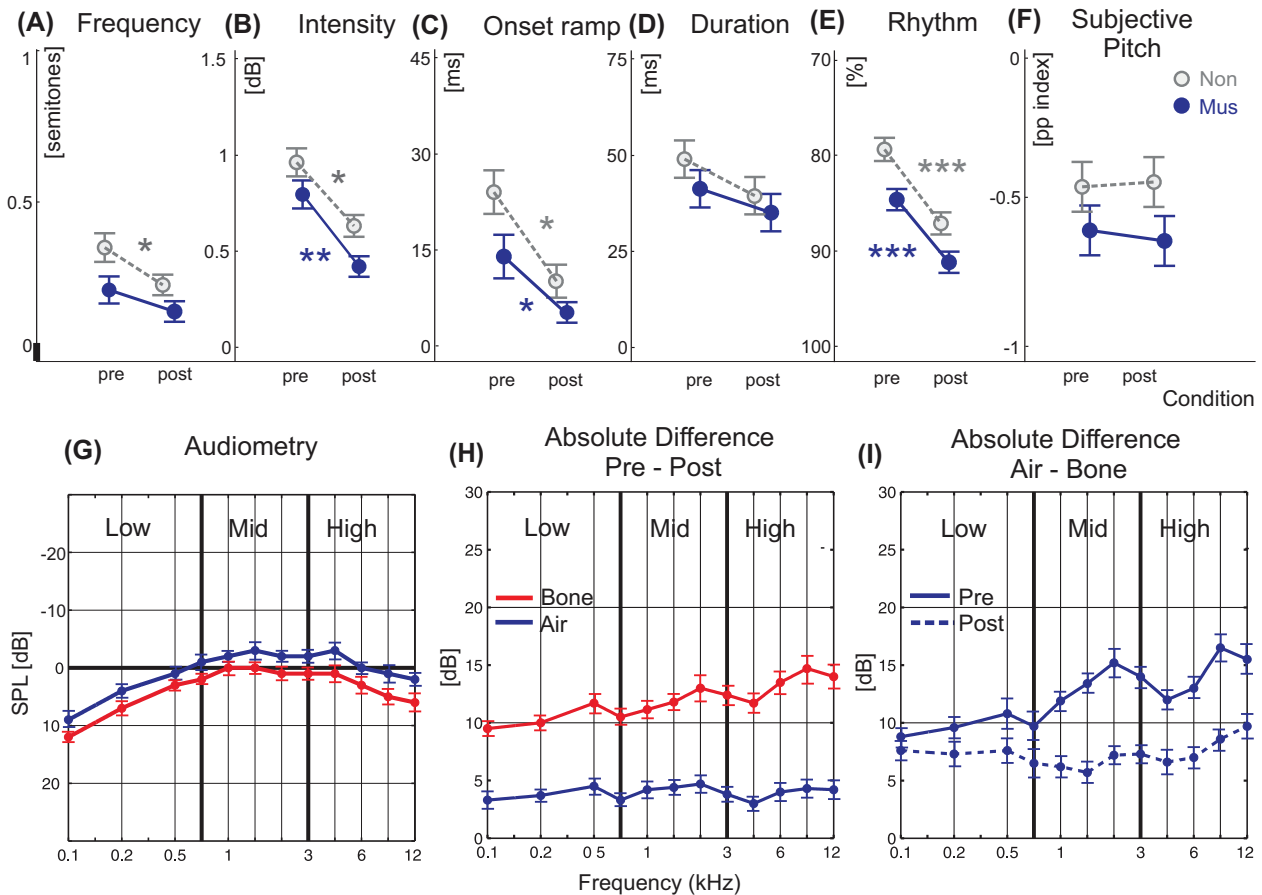 (A) Frequency
[semitones]
1
0.5
0
pre post
*
(B) Intensity
[dB]
1.5
1
0.5
0
pre post
*
**
(C) Onset ramp
[ms]
45
30
15
0
pre post
*
*
(D) Duration
[ms]
75
50
25
0
pre post
(E) Rhythm
[%]
70
80
90
100
pre post
***
***
(F) Subjective
Pitch
[pp index]
0
-0.5
-1
Non
Mus
pre post
Condition
(G) Audiometry
Low Mid High
SPL [dB]
-20
-10
0
10
20
0.1 0.2 0.5 1 3 6 12
(H) Absolute Difference
Pre - Post
Low Mid High
[dB]
30
25
20
15
10
5
0
Bone
Air
0.1 0.2 0 5 1 3 6 12
Frequency (kHz)
(I) Absolute Difference
Air - Bone
Low Mid High
[dB]
30
25
20
15
10
5
0
Pre
Post
0.1 0.2 0.5 1 3 6 12